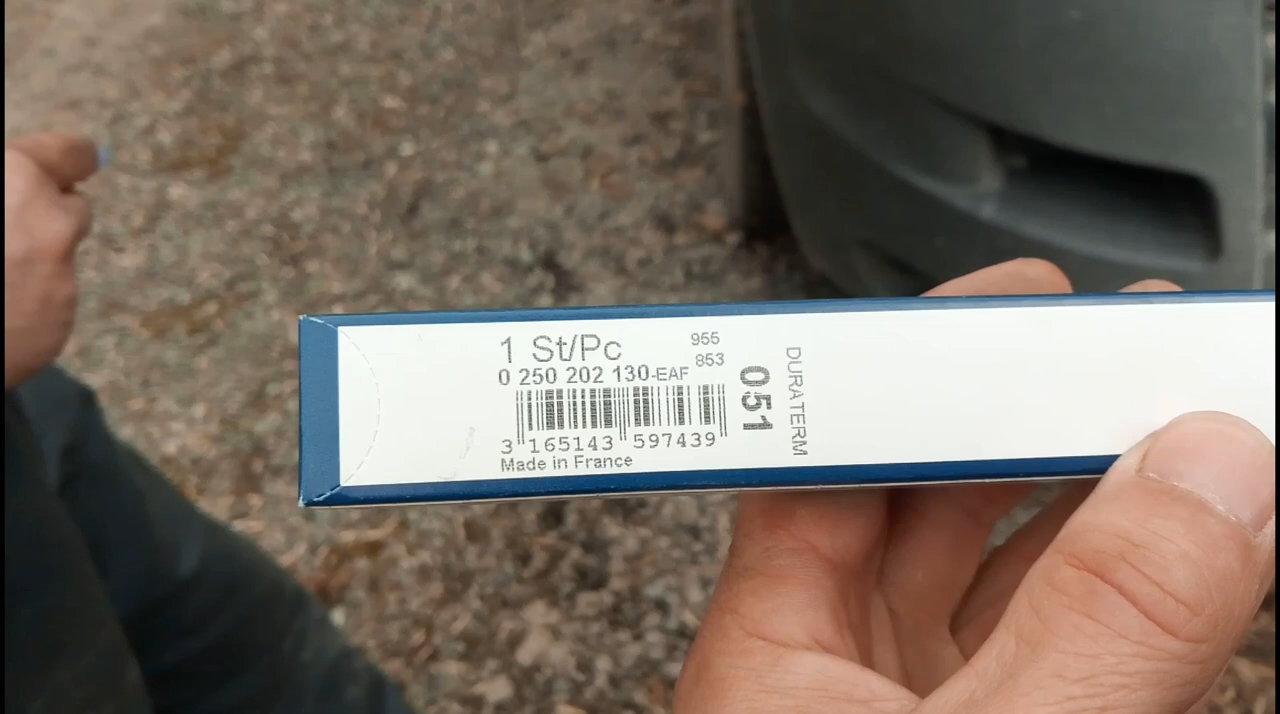 1 St/Pc
955
853
0 250 202 130-EAF
3 165143 597439
Made in France
051
DURATERM